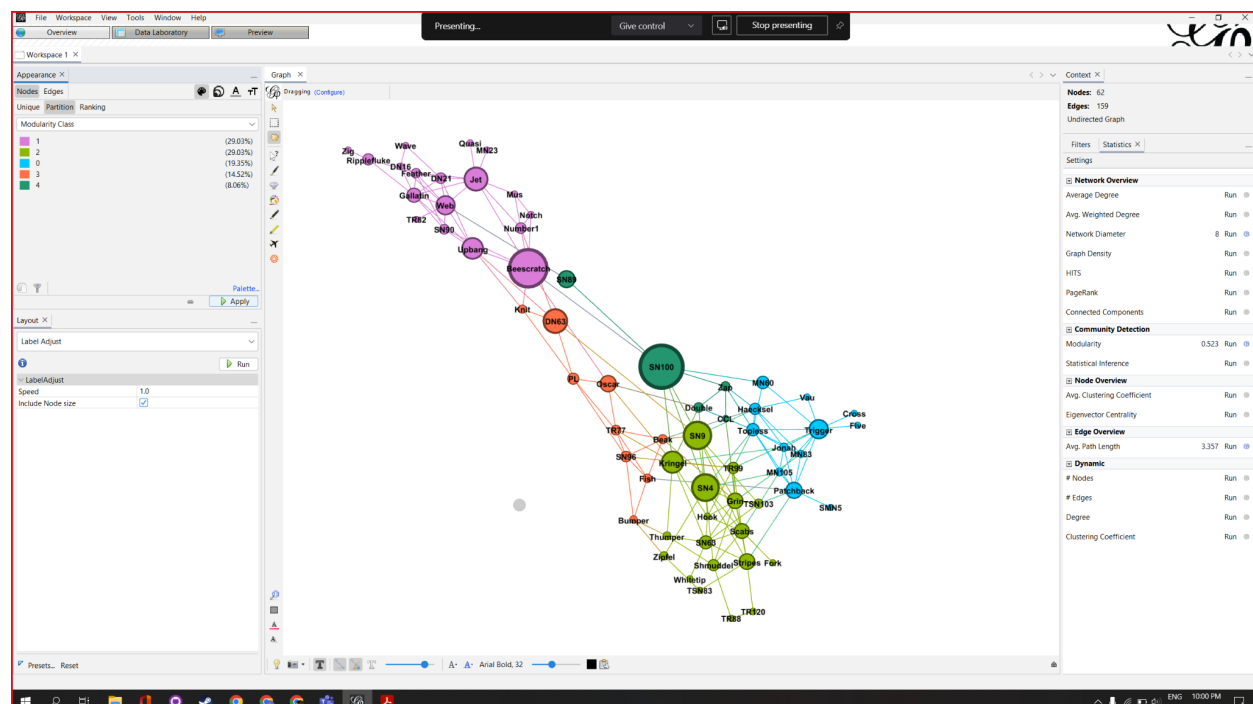 File Workspace View Tools Window Help
Presenting...
Give control
Stop presenting
Overview
Data Laboratory
Preview
Workspace 1
Appearance
Nodes Edges
Unique Partition Ranking
Modularity Class
1 (29.03%)
2 (29.03%)
0 (19.35%)
3 (14.52%)
4 (8.06%)
Palette...
Apply
Layout
Label Adjust
Run
LabelAdjust
Speed 1.0
Include Node size
Presets... Reset
Graph
Dragging (Configure)
Zig
Wave
Ripplefluke
DN16
Feather
DN21
Quasi
MN23
Jet
Gallatin
Web
Mus
TR82
SN90
Notch
Number1
Upbang
Beescratch
SN89
Knit
DN63
SN100
PL
Oscar
Zap
MN60
Vau
Double
Haecksel
CCL
Topless
Trigger
Cross
Five
TR77
Beak
SN9
Jonah
MN83
SN96
Kringel
TR99
MN105
Fish
SN4
Patchback
Grin
TSN103
SMN5
Bumper
Hook
Scabs
Thumper
SN63
Zipfel
Shmuddel
Stripes
Fork
Whitetip
TSN83
TR88
TR120
Arial Bold, 32
Context
Nodes: 62
Edges: 159
Undirected Graph
Filters Statistics
Settings
Network Overview
Average Degree Run
Avg. Weighted Degree Run
Network Diameter 8 Run
Graph Density Run
HITS Run
PageRank Run
Connected Components Run
Community Detection
Modularity 0.523 Run
Statistical Inference Run
Node Overview
Avg. Clustering Coefficient Run
Eigenvector Centrality Run
Edge Overview
Avg. Path Length 3.357 Run
Dynamic
# Nodes Run
# Edges Run
Degree Run
Clustering Coefficient Run
ENG 10:00 PM